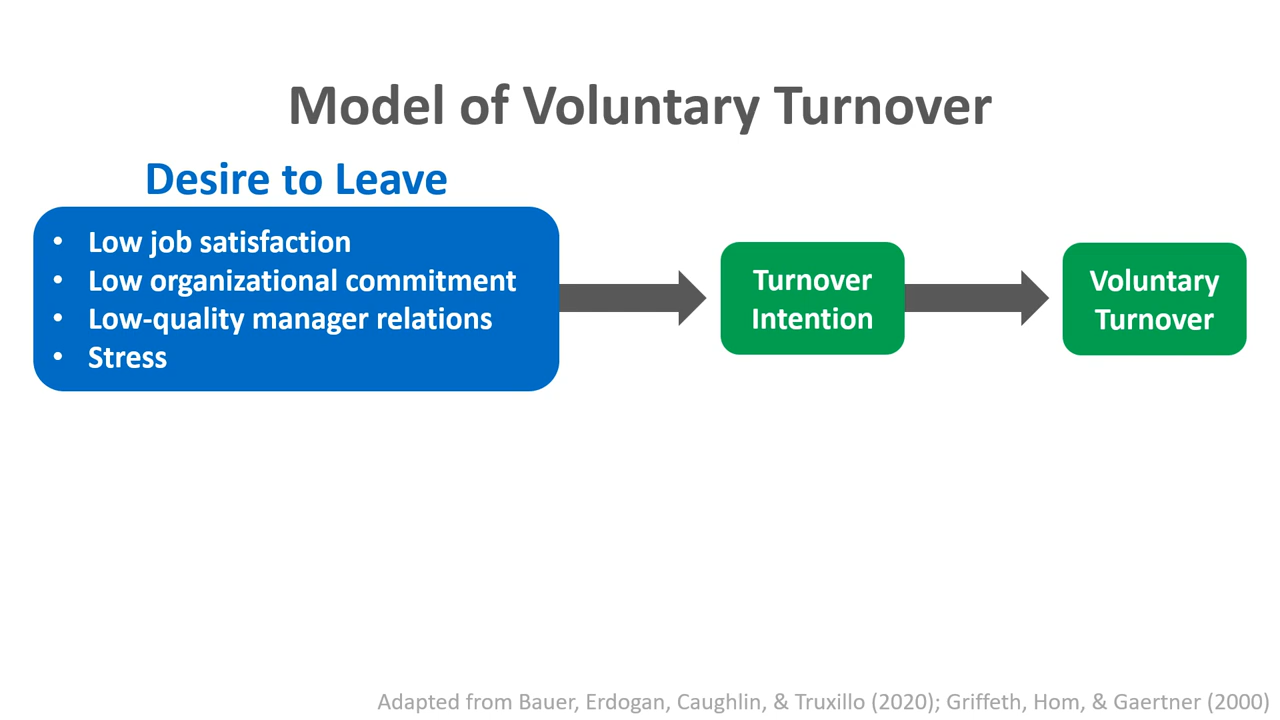 Model of Voluntary Turnover
Desire to Leave
• Low job satisfaction
• Low organizational commitment
• Low-quality manager relations
• Stress
Turnover
Intention
Voluntary
Turnover
Adapted from Bauer, Erdogan, Caughlin, & Truxillo (2020); Griffeth, Hom, & Gaertner (2000)